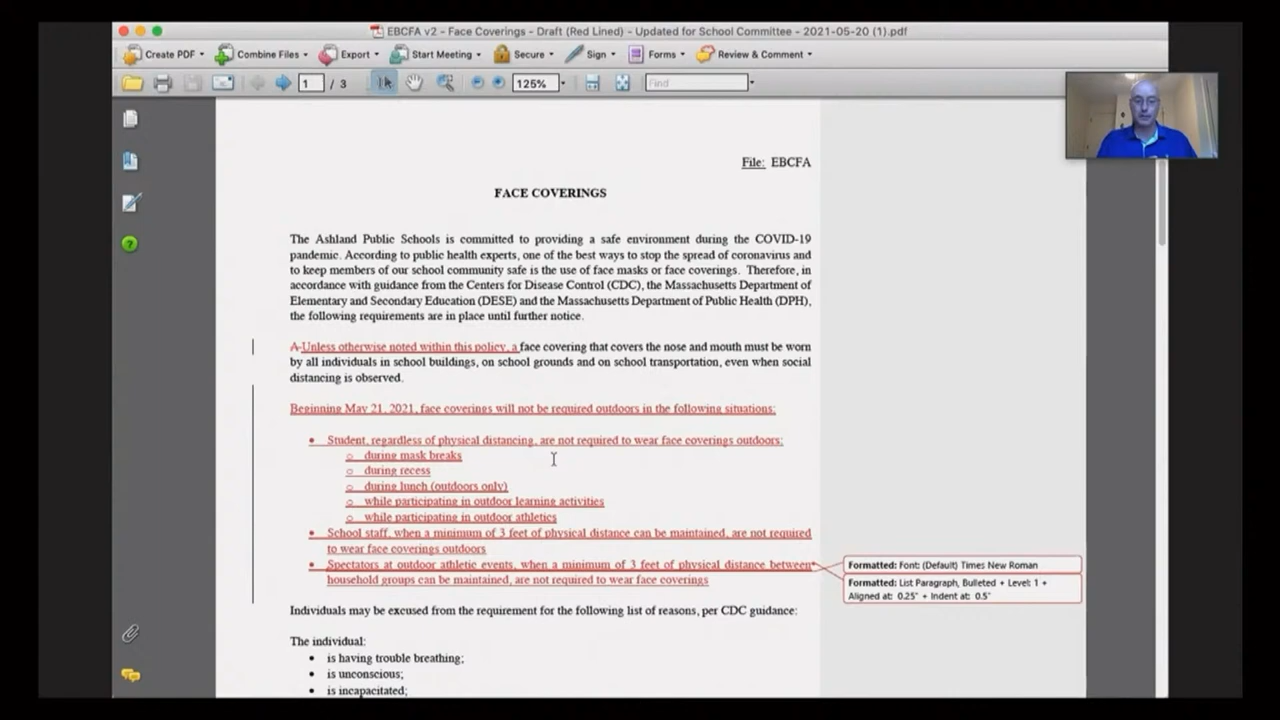 EBCFA v2 - Face Coverings - Draft (Red Lined) - Updated for School Committee - 2021-05-20 (1).pdf
Create PDF Combine Files Export Start Meeting Secure Sign Forms Review & Comment
1 / 3 125% Find
File: EBCFA
FACE COVERINGS
The Ashland Public Schools is committed to providing a safe environment during the COVID-19
pandemic. According to public health experts, one of the best ways to stop the spread of coronavirus and
to keep members of our school community safe is the use of face masks or face coverings. Therefore, in
accordance with guidance from the Centers for Disease Control (CDC), the Massachusetts Department of
Elementary and Secondary Education (DESE) and the Massachusetts Department of Public Health (DPH),
the following requirements are in place until further notice.
A Unless otherwise noted within this policy, a face covering that covers the nose and mouth must be worn
by all individuals in school buildings, on school grounds and on school transportation, even when social
distancing is observed.
Beginning May 21, 2021, face coverings will not be required outdoors in the following situations:
• Student, regardless of physical distancing, are not required to wear face coverings outdoors:
o during mask breaks
o during recess
o during lunch (outdoors only)
o while participating in outdoor learning activities
o while participating in outdoor athletics
• School staff, when a minimum of 3 feet of physical distance can be maintained, are not required
to wear face coverings outdoors
• Spectators at outdoor athletic events, when a minimum of 3 feet of physical distance between
household groups can be maintained, are not required to wear face coverings
Formatted: Font: (Default) Times New Roman
Formatted: List Paragraph, Bulleted + Level: 1 +
Aligned at: 0.25" + Indent at: 0.5"
Individuals may be excused from the requirement for the following list of reasons, per CDC guidance:
The individual:
• is having trouble breathing;
• is unconscious;
• is incapacitated;